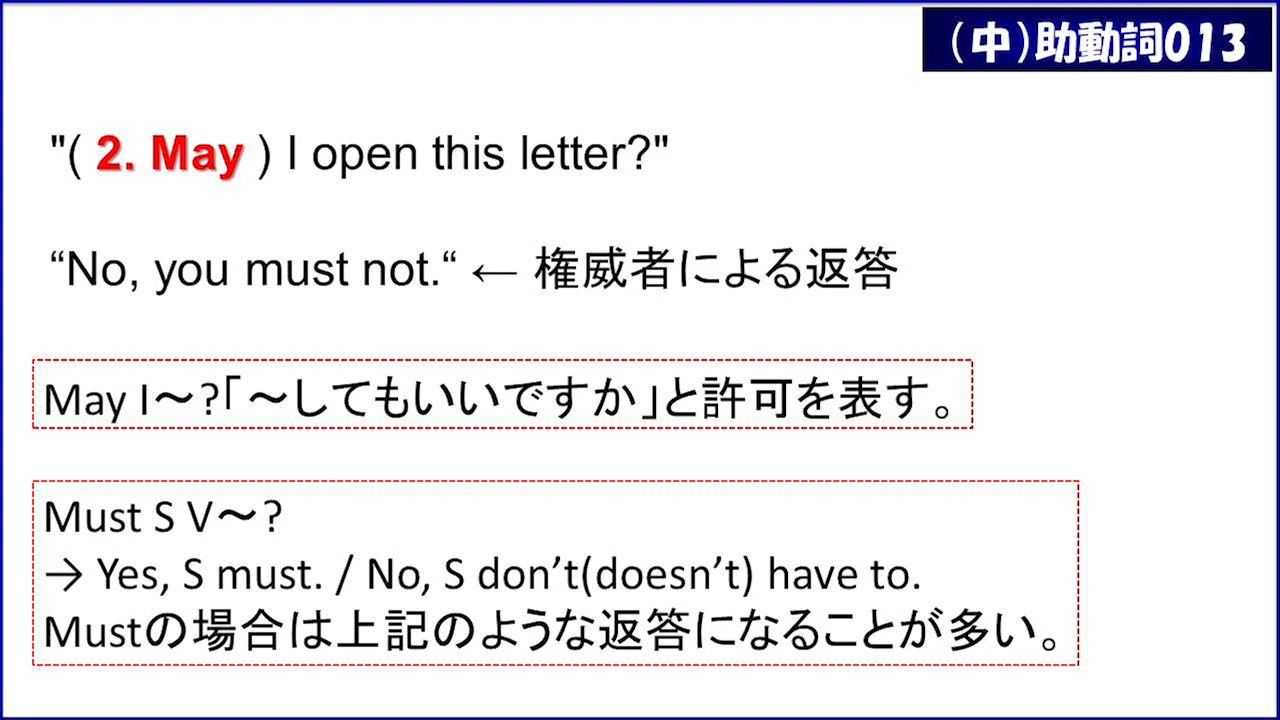 （中）助動詞013
"( 2. May ) I open this letter?"
“No, you must not.“ ← 権威者による返答
May I～?「～してもいいですか」と許可を表す。
Must S V～?
→ Yes, S must. / No, S don’t(doesn’t) have to.
Mustの場合は上記のような返答になることが多い。